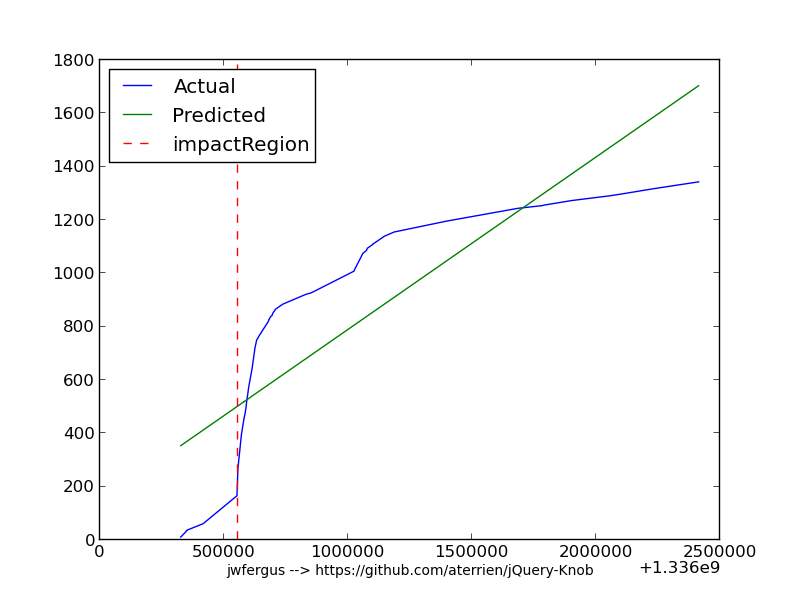 1800
1600
1400
1200
1000
800
600
400
200
0
Actual
Predicted
impactRegion
0 500000 1000000 1500000 2000000 2500000
+1.336e9
jwfergus --> https://github.com/aterrien/jQuery-Knob